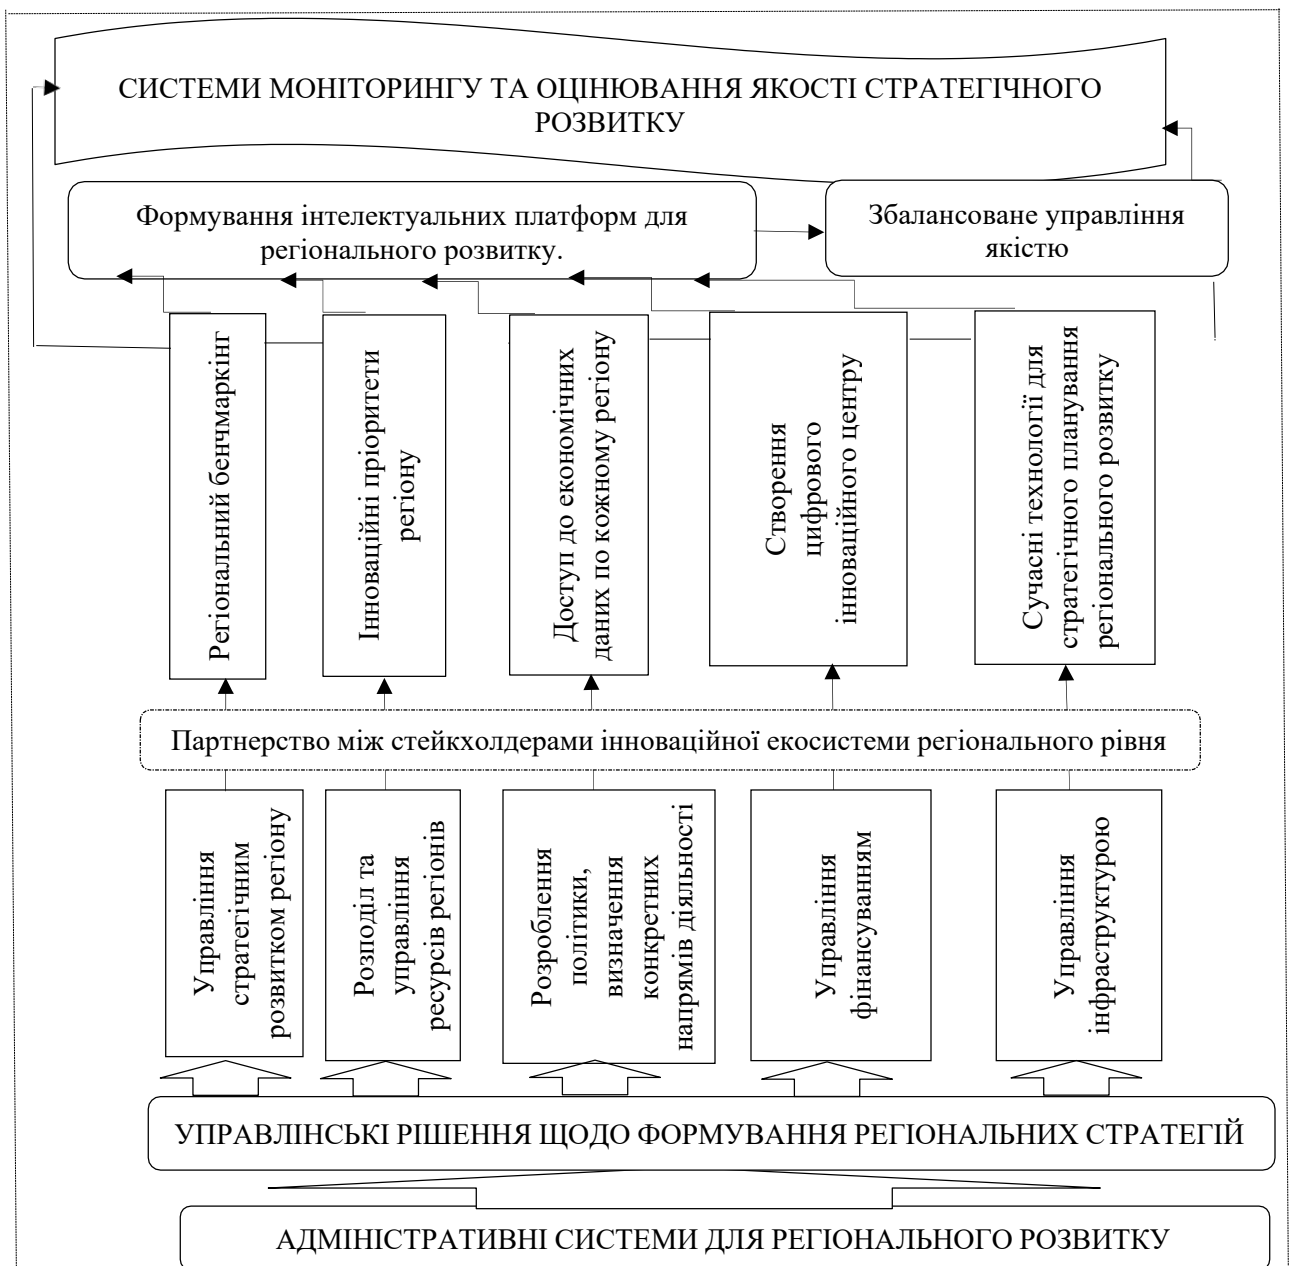 СИСТЕМИ МОНІТОРИНГУ ТА ОЦІНЮВАННЯ ЯКОСТІ СТРАТЕГІЧНОГО
РОЗВИТКУ
Формування інтелектуальних платформ для
регіонального розвитку.
Збалансоване управління
якістю
Регіональний бенчмаркінг
Інноваційні пріоритети
регіону
Доступ до економічних
даних по кожному регіону
Створення
цифрового
інноваційного центру
Сучасні технології для
стратегічного планування
регіонального розвитку
Партнерство між стейкхолдерами інноваційної екосистеми регіонального рівня
Управління
стратегічним
розвитком регіону
Розподіл та
управління
ресурсів регіонів
Розроблення
політики,
визначення
конкретних
напрямів діяльності
Управління
фінансуванням
Управління
інфраструктурою
УПРАВЛІНСЬКІ РІШЕННЯ ЩОДО ФОРМУВАННЯ РЕГІОНАЛЬНИХ СТРАТЕГІЙ
АДМІНІСТРАТИВНІ СИСТЕМИ ДЛЯ РЕГІОНАЛЬНОГО РОЗВИТКУ